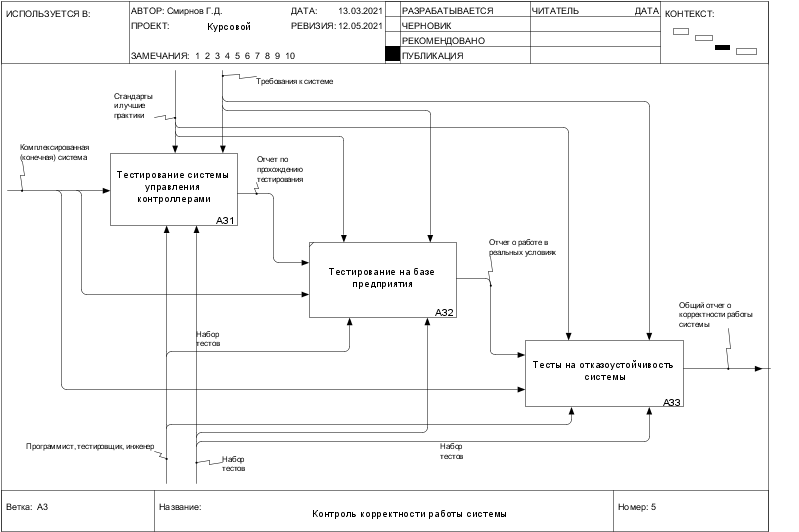 ИСПОЛЬЗУЕТСЯ В:
АВТОР: Смирнов Г.Д.
ДАТА: 13.03.2021
ПРОЕКТ: Курсовой
РЕВИЗИЯ: 12.05.2021
ЗАМЕЧАНИЯ: 1 2 3 4 5 6 7 8 9 10
РАЗРАБАТЫВАЕТСЯ
ЧЕРНОВИК
РЕКОМЕНДОВАНО
ПУБЛИКАЦИЯ
ЧИТАТЕЛЬ ДАТА
КОНТЕКСТ:
Требования к системе
Стандарты
и лучшие
практики
Комплексированная
(конечная) система
Тестирование системы
управления
контроллерами
А31
Отчет по
прохождению
тестирования
Тестирование на базе
предприятия
А32
Отчет о работе в
реальных условиях
Общий отчет о
корректности работы
системы
Набор
тестов
Тесты на отказоустойчивость
системы
А33
Программист, тестировщик, инженер
Набор
тестов
Набор
тестов
Ветка: А3
Название:
Контроль корректности работы системы
Номер: 5